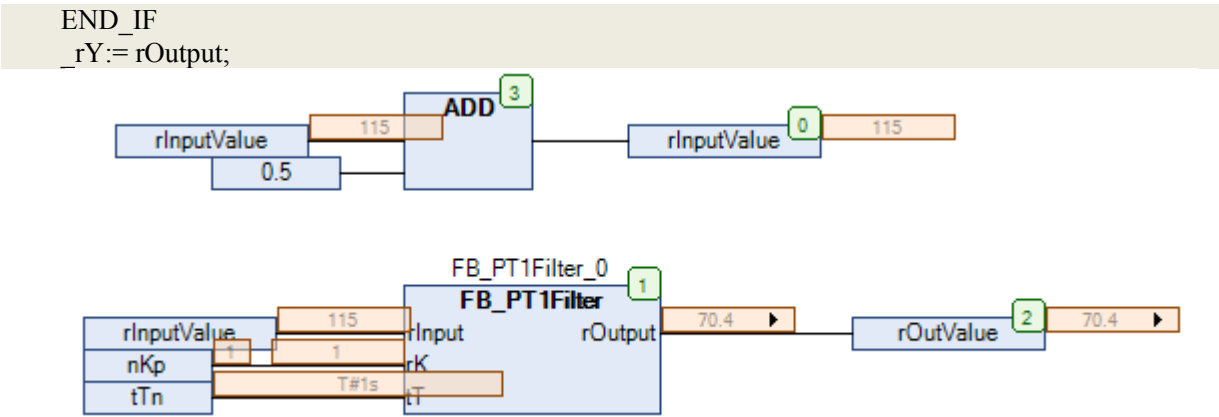 END_IF
_rY:= rOutput;
ADD 3
rInputValue 115 rInputValue 0 115
0.5
FB_PT1Filter_0 1
FB_PT1Filter
rInputValue 115 rInput rOutput 70.4 rOutValue 2 70.4
nKp 1 1 rK
tTn T#1s tT